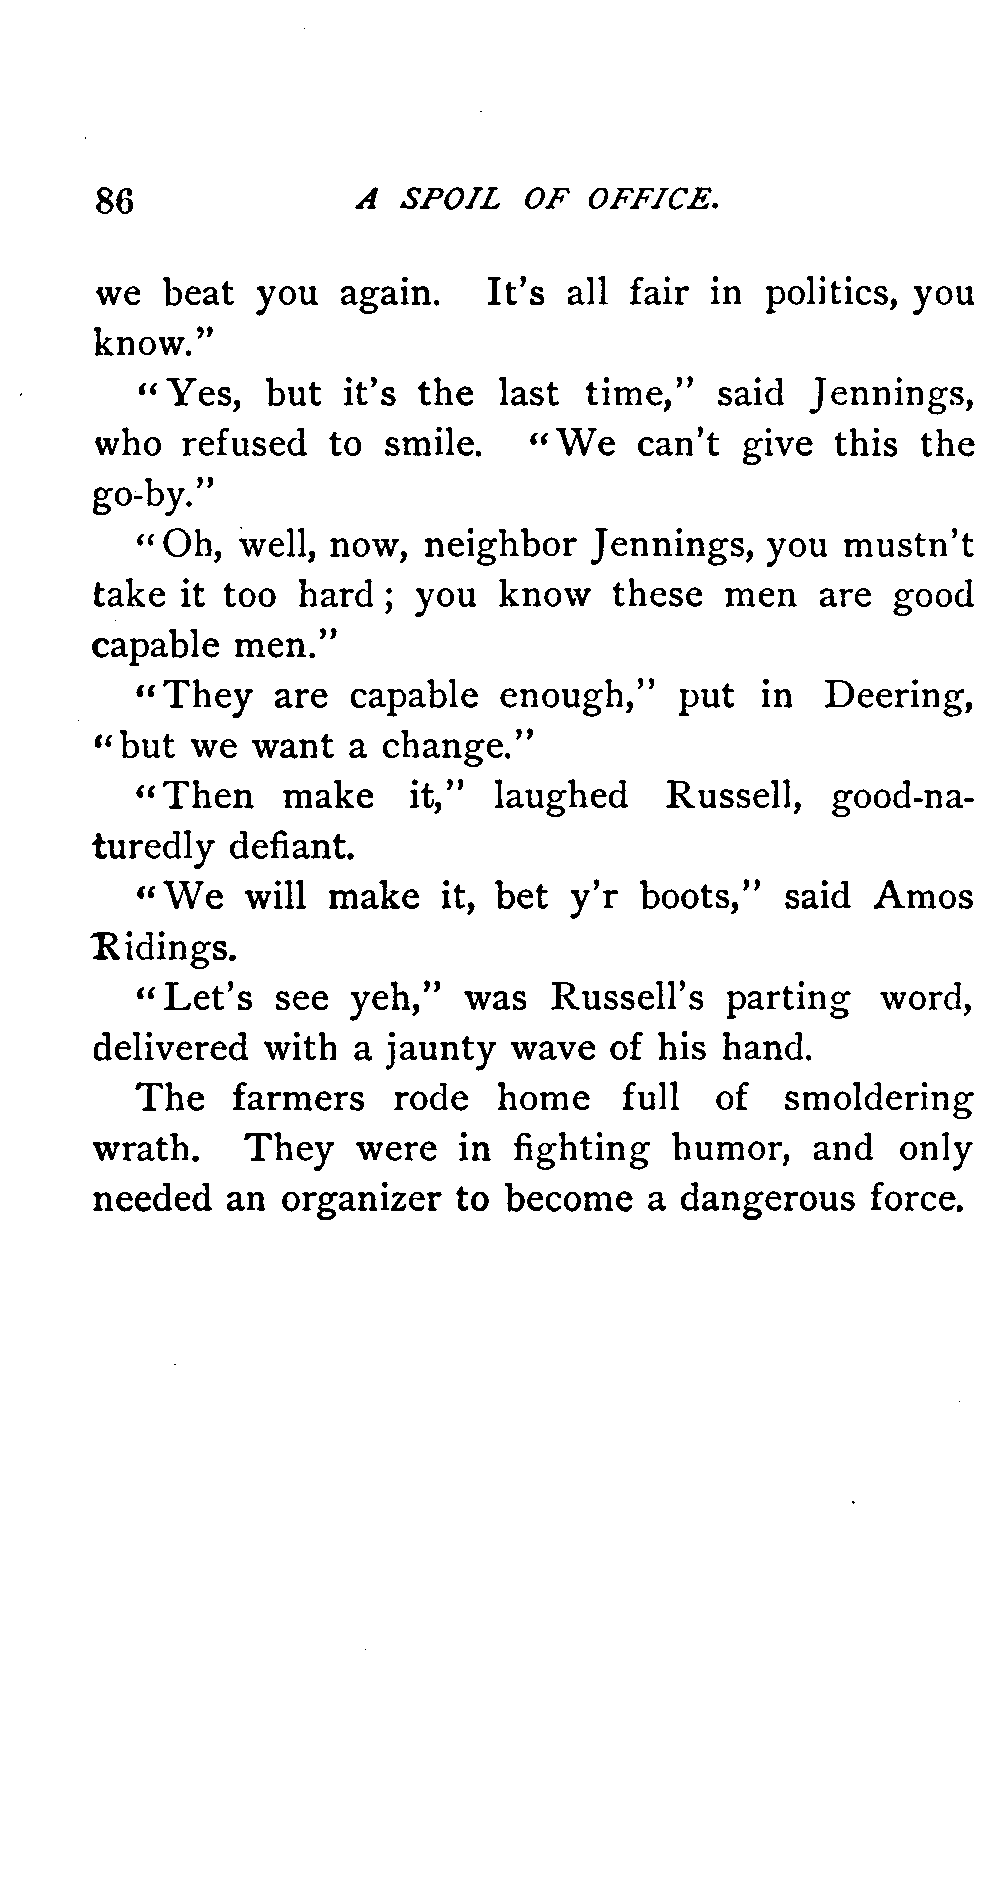 86 A SPOIL OF OFFICE.
we beat you again. It's all fair in politics, you
know."
"Yes, but it's the last time," said Jennings,
who refused to smile. "We can't give this the
go-by."
"Oh, well, now, neighbor Jennings, you mustn't
take it too hard; you know these men are good
capable men."
"They are capable enough," put in Deering,
"but we want a change."
"Then make it," laughed Russell, good-na-
turedly defiant.
"We will make it, bet y'r boots," said Amos
Ridings.
"Let's see yeh," was Russell's parting word,
delivered with a jaunty wave of his hand.
The farmers rode home full of smoldering
wrath. They were in fighting humor, and only
needed an organizer to become a dangerous force.